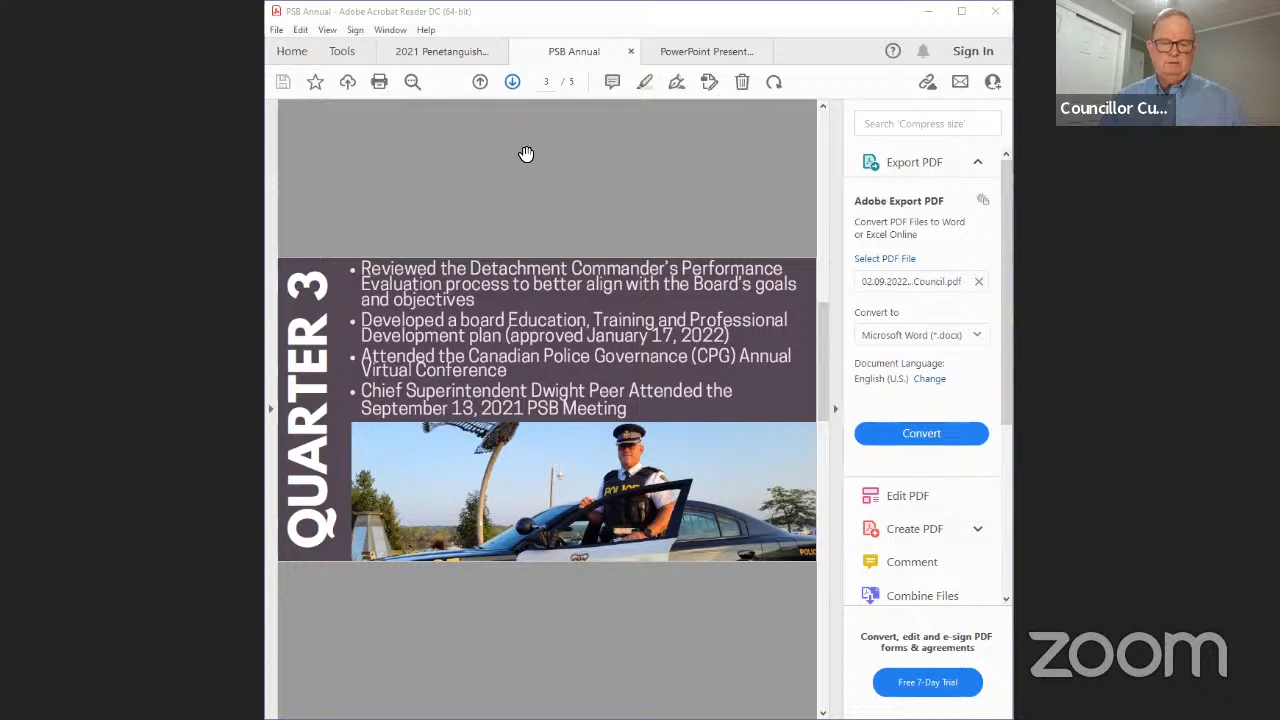 PSB Annual - Adobe Acrobat Reader DC (64-bit)
File Edit View Sign Window Help
Home Tools 2021 Penetanguish... PSB Annual × PowerPoint Present... Sign In
3 / 5
Councillor Cu...
Search 'Compress size'
Export PDF
Adobe Export PDF
Convert PDF Files to Word
or Excel Online
Select PDF File
02.09.2022...Council.pdf
Convert to
Microsoft Word (*.docx)
Document Language:
English (U.S.) Change
Convert
Edit PDF
Create PDF
Comment
Combine Files
Convert, edit and e-sign PDF
forms & agreements
Free 7-Day Trial
QUARTER 3
• Reviewed the Detachment Commander's Performance
Evaluation process to better align with the Board's goals
and objectives
• Developed a board Education, Training and Professional
Development plan (approved January 17, 2022)
• Attended the Canadian Police Governance (CPG) Annual
Virtual Conference
• Chief Superintendent Dwight Peer Attended the
September 13, 2021 PSB Meeting
POLICE
zoom